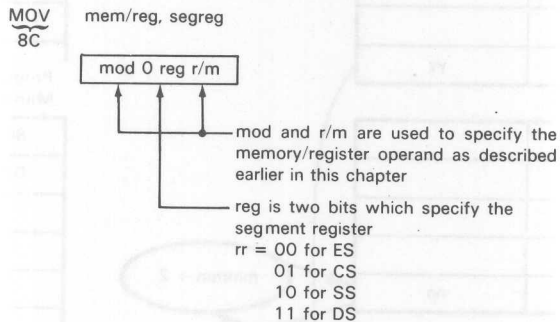 MOV mem/reg, segreg
8C
mod 0 reg r/m
mod and r/m are used to specify the
memory/register operand as described
earlier in this chapter
reg is two bits which specify the
segment register
rr = 00 for ES
01 for CS
10 for SS
11 for DS